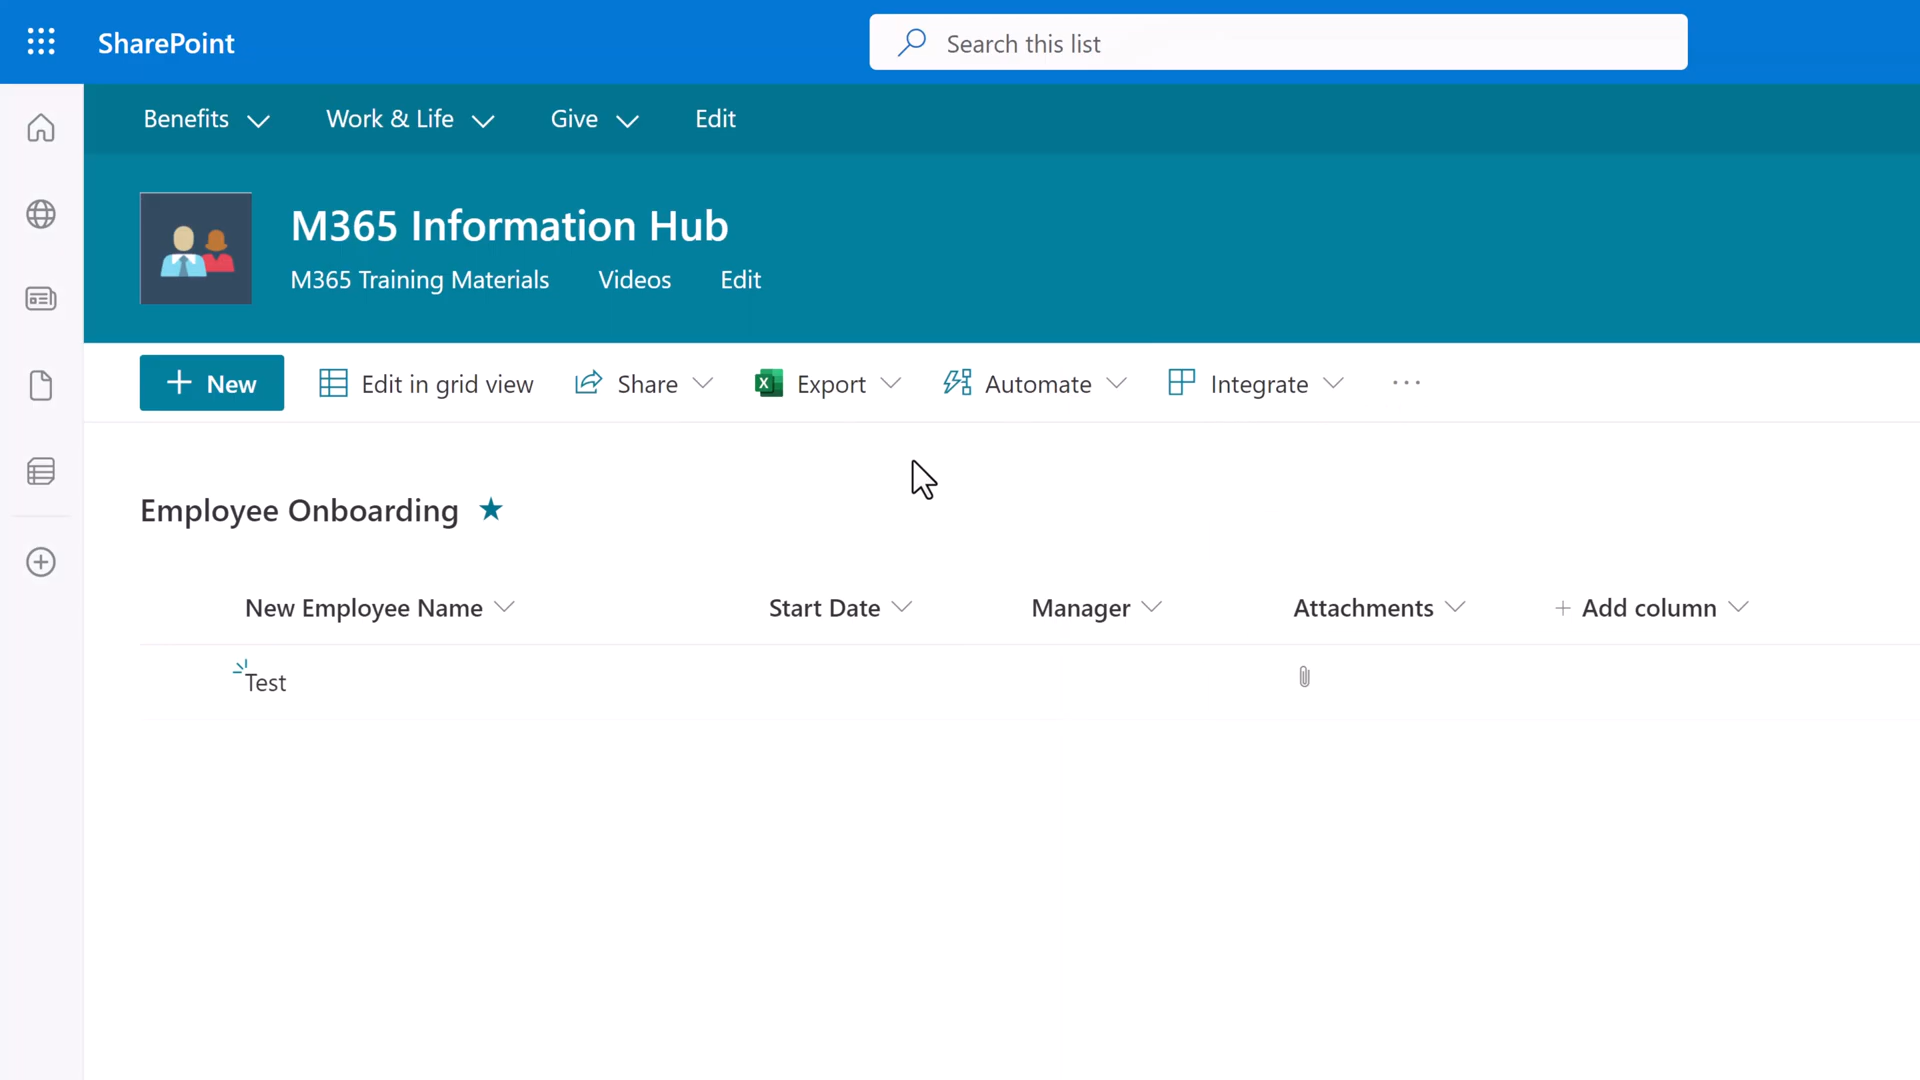 SharePoint
Search this list
Benefits Work & Life Give Edit
M365 Information Hub
M365 Training Materials Videos Edit
New Edit in grid view Share Export Automate Integrate ...
Employee Onboarding
New Employee Name Start Date Manager Attachments + Add column
Test